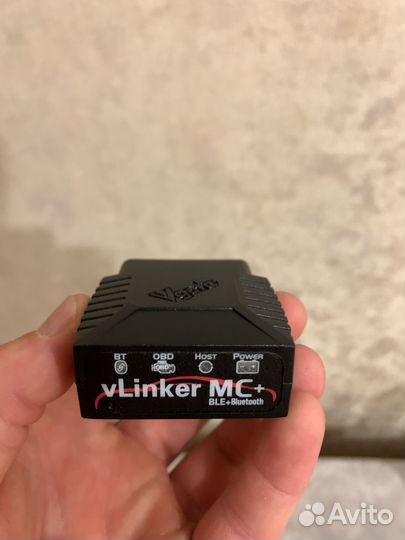 Vgate
BT OBD HOST POWER
vLinker MC+
BLE+Bluetooth
Avito